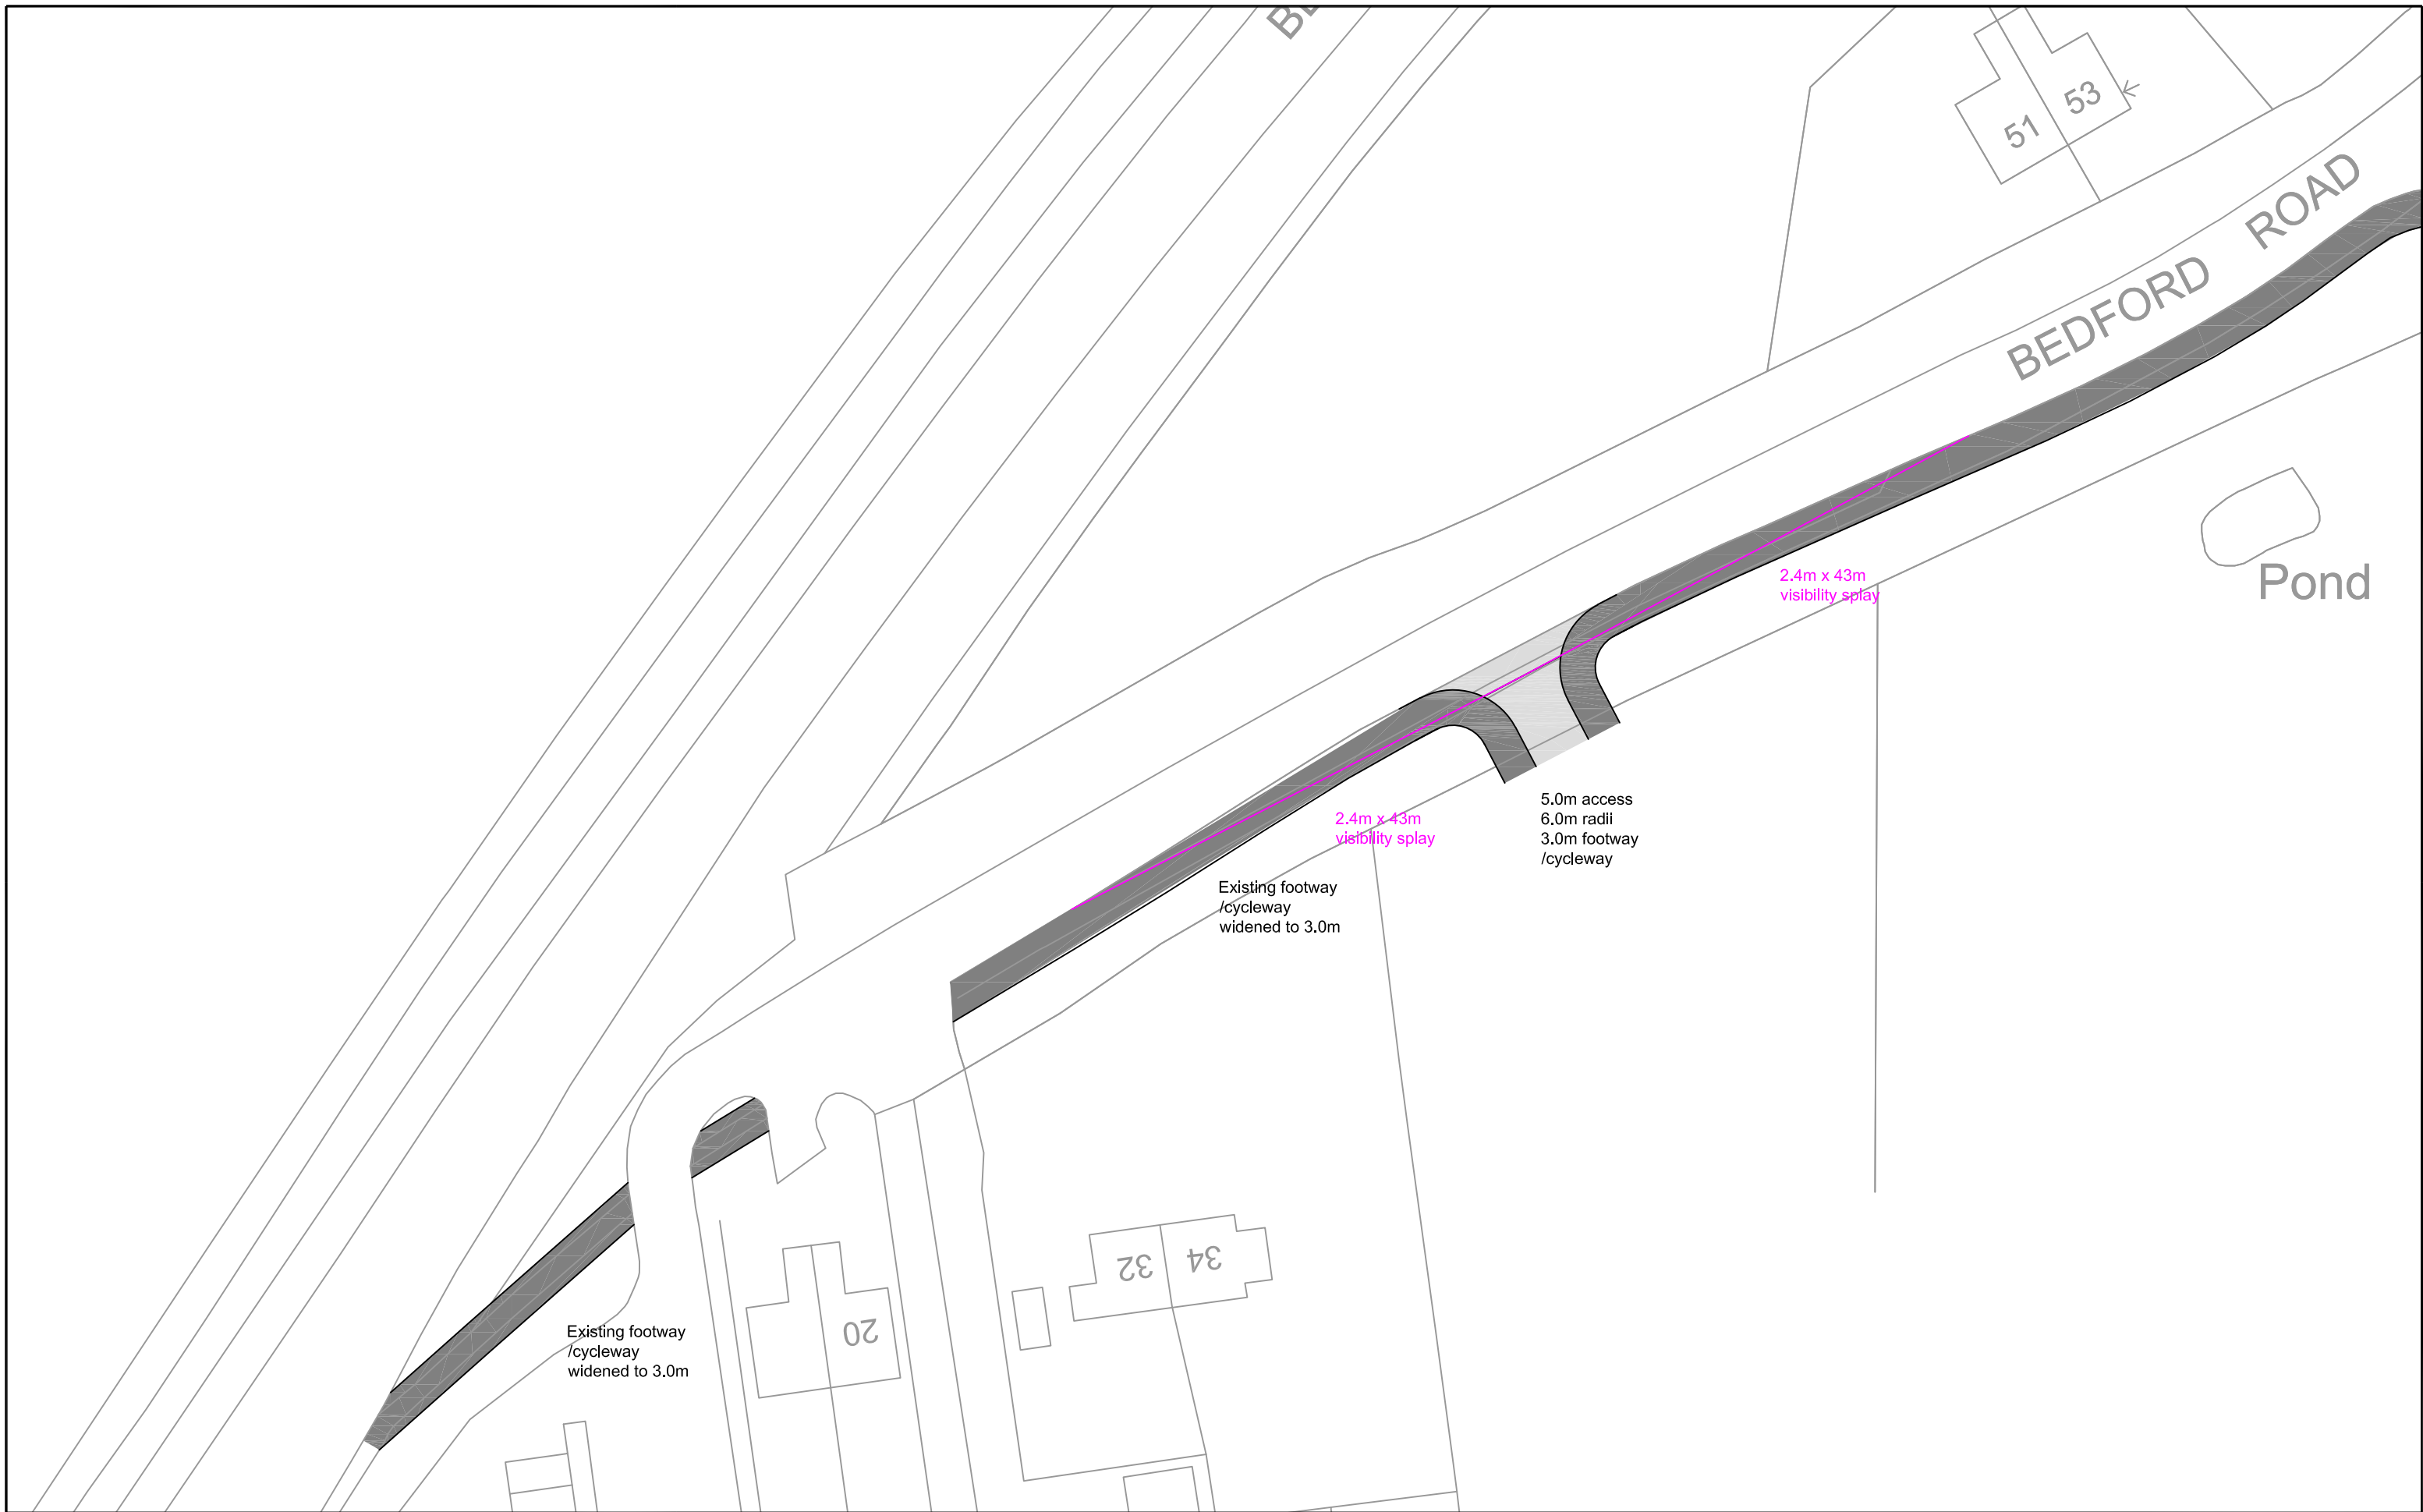 51
53
BEDFORD ROAD
Pond
2.4m x 43m
visibility splay
5.0m access
6.0m radii
3.0m footway
/cycleway
2.4m x 43m
visibility splay
Existing footway
/cycleway
widened to 3.0m
32
34
20
Existing footway
/cycleway
widened to 3.0m